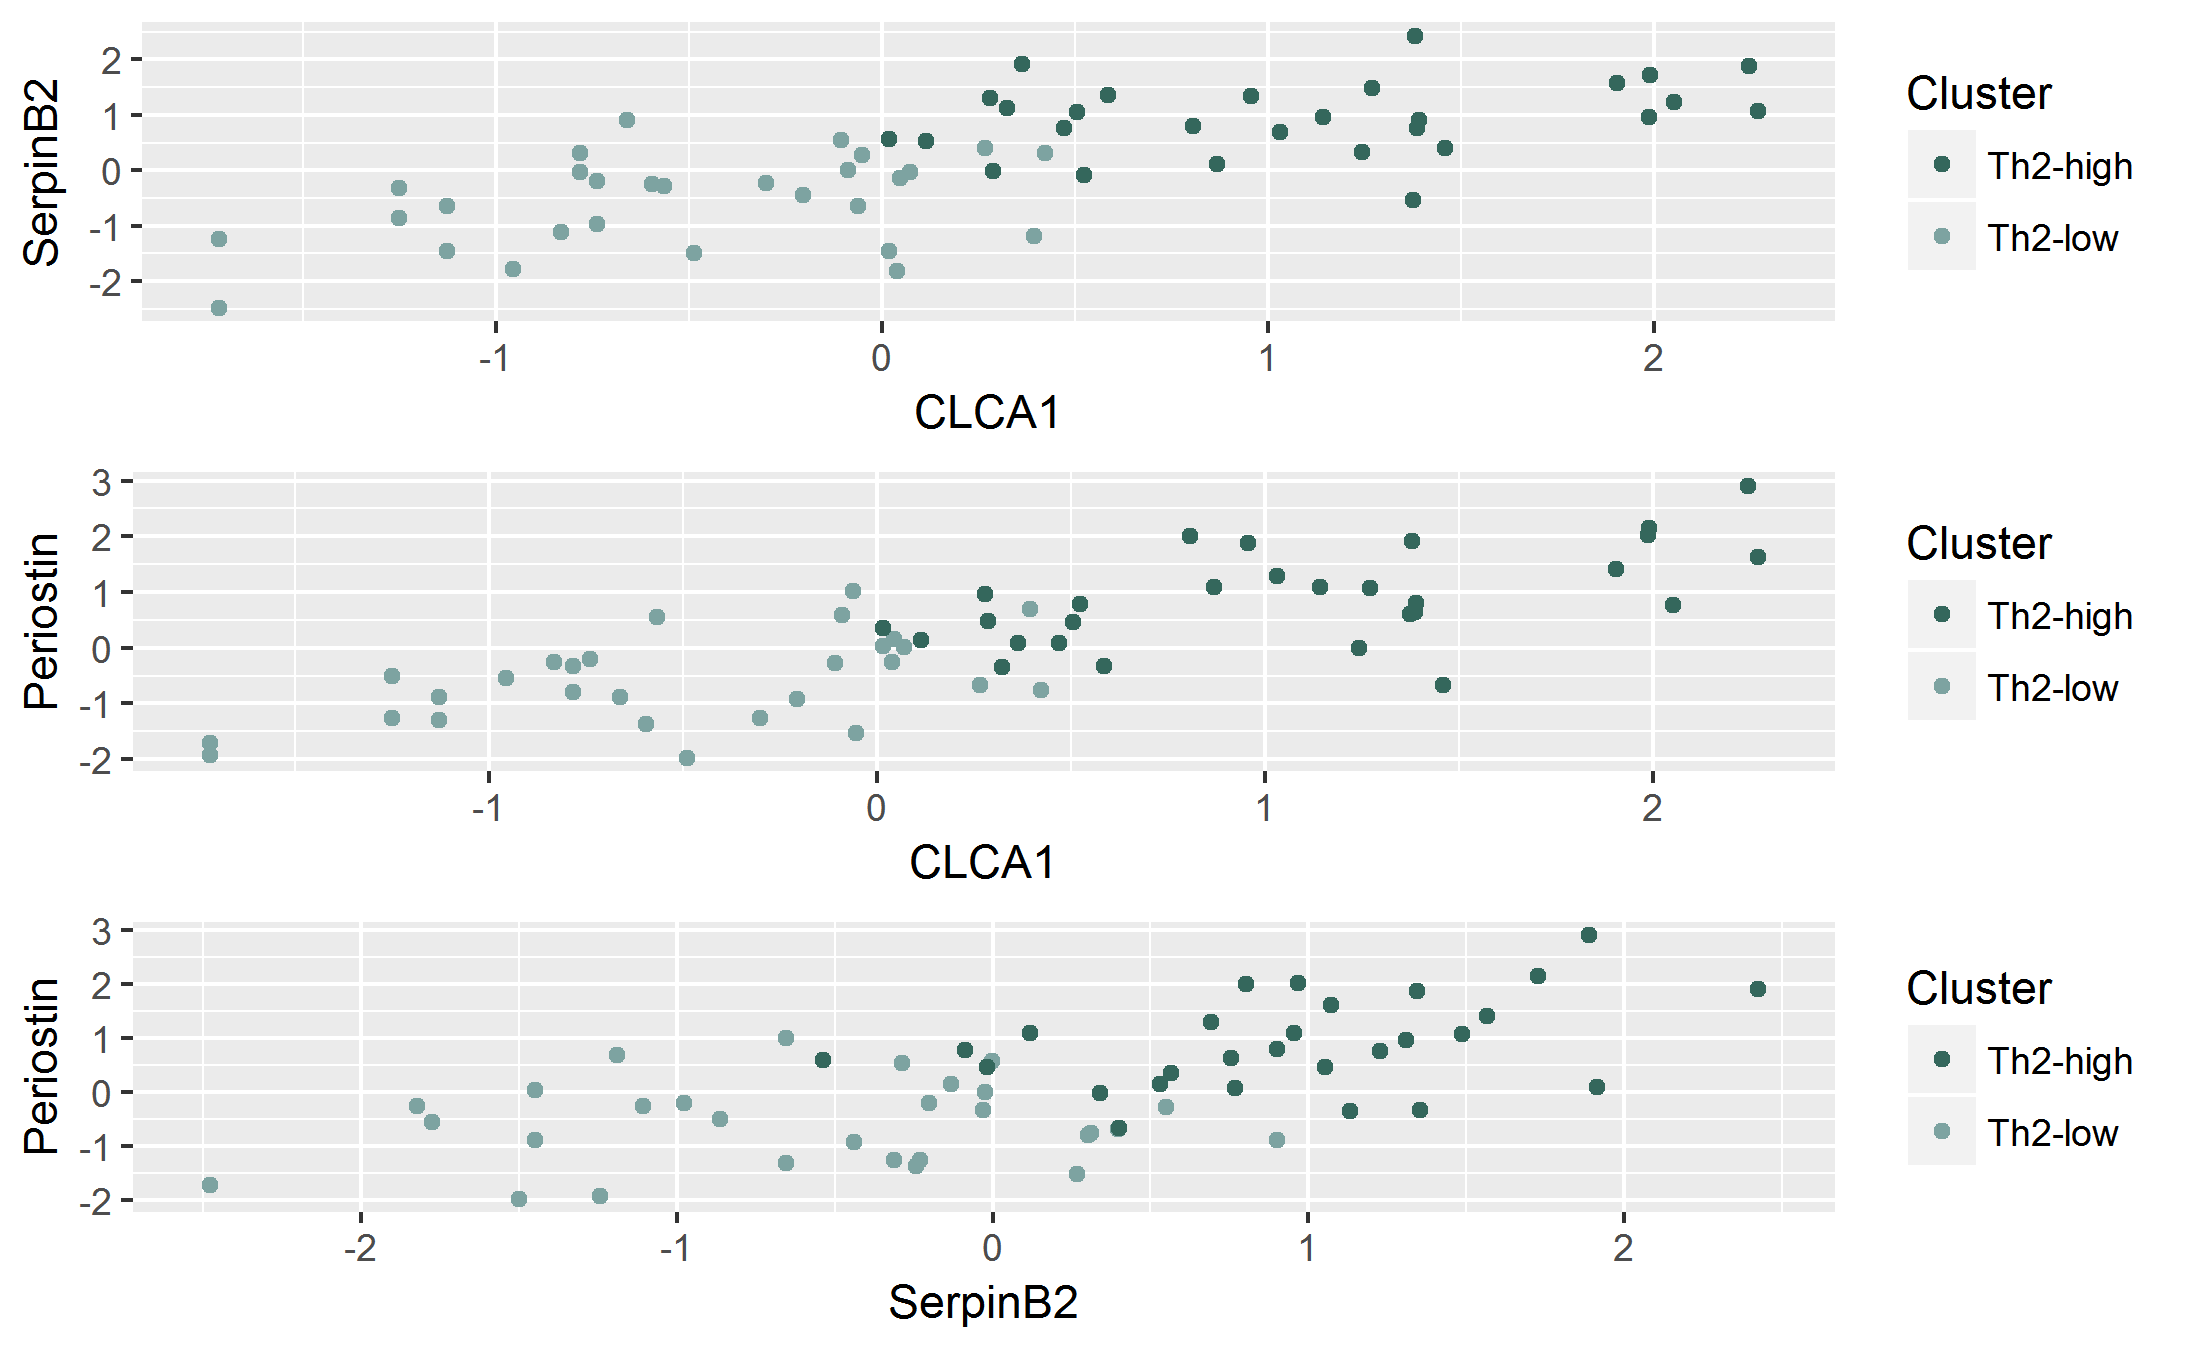 SerpinB2
2
1
0
-1
-2
-1 0 1 2
CLCA1
Cluster
Th2-high
Th2-low
Periostin
3
2
1
0
-1
-2
-1 0 1 2
CLCA1
Cluster
Th2-high
Th2-low
Periostin
3
2
1
0
-1
-2
-2 -1 0 1 2
SerpinB2
Cluster
Th2-high
Th2-low